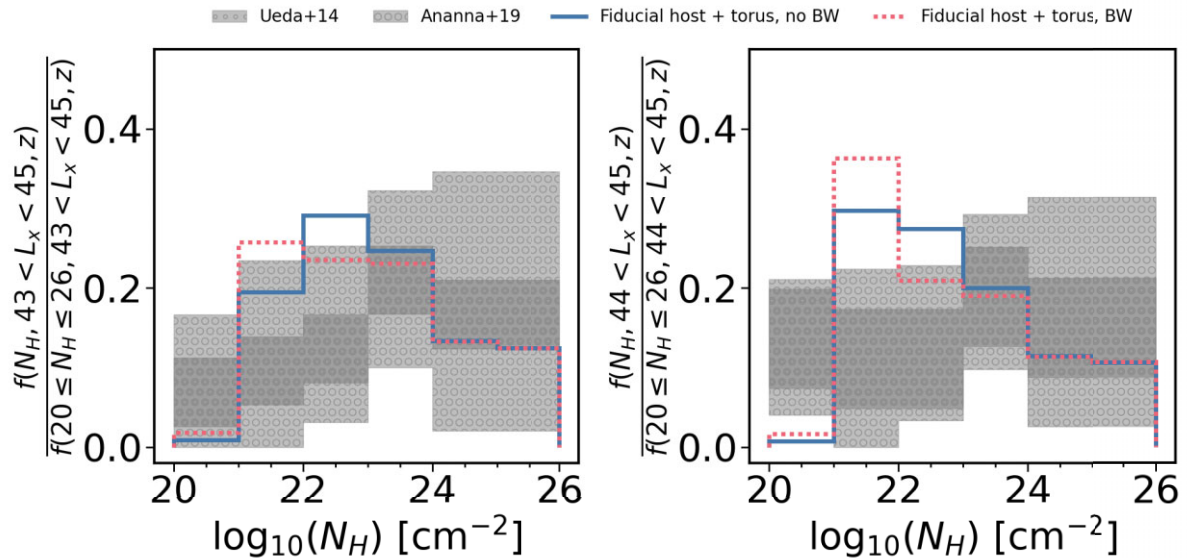 Ueda+14 Ananna+19 Fiducial host + torus, no BW Fiducial host + torus, BW
f(N_H, 43 < L_x < 45, z)
f(20 ≤ N_H ≤ 26, 43 < L_x < 45, z)
0.4
0.2
0.0
20 22 24 26
log₁₀(N_H) [cm⁻²]
f(N_H, 44 < L_x < 45, z)
f(20 ≤ N_H ≤ 26, 44 < L_x < 45, z)
0.4
0.2
0.0
20 22 24 26
log₁₀(N_H) [cm⁻²]